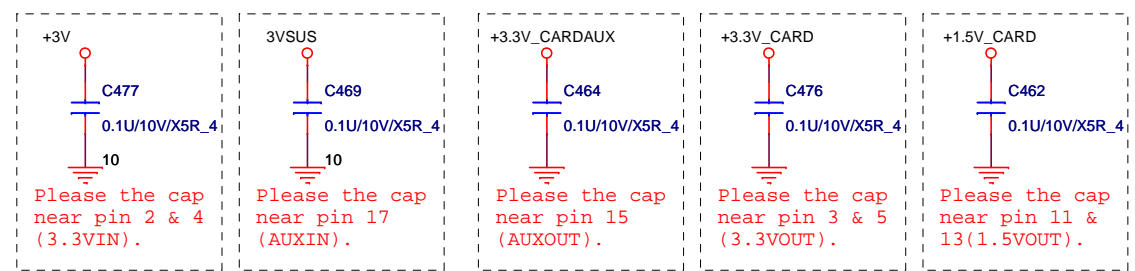 +3V
C477
0.1U/10V/X5R_4
10
Please the cap
near pin 2 & 4
(3.3VIN).
3VSUS
C469
0.1U/10V/X5R_4
10
Please the cap
near pin 17
(AUXIN).
+3.3V_CARDAUX
C464
0.1U/10V/X5R_4
Please the cap
near pin 15
(AUXOUT).
+3.3V_CARD
C476
0.1U/10V/X5R_4
Please the cap
near pin 3 & 5
(3.3VOUT).
+1.5V_CARD
C462
0.1U/10V/X5R_4
Please the cap
near pin 11 &
13(1.5VOUT).